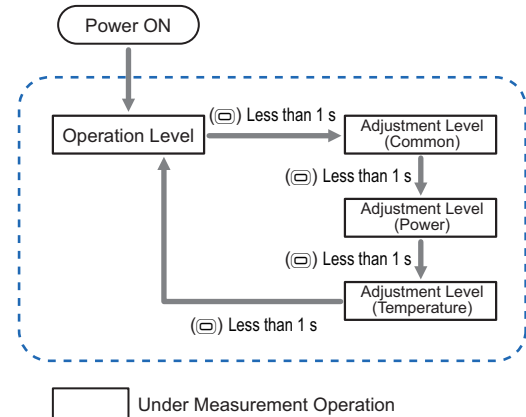 Power ON
Operation Level
() Less than 1 s
Adjustment Level
(Common)
() Less than 1 s
Adjustment Level
(Power)
() Less than 1 s
Adjustment Level
(Temperature)
() Less than 1 s
Under Measurement Operation